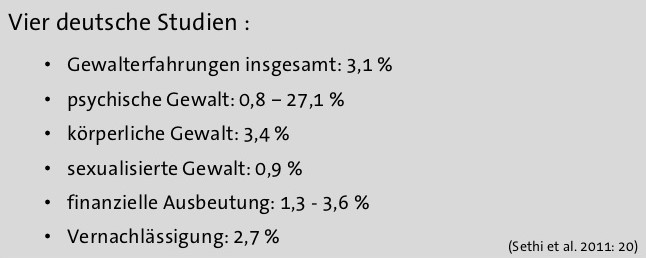 Vier deutsche Studien :
• Gewalterfahrungen insgesamt: 3,1 %
• psychische Gewalt: 0,8 – 27,1 %
• körperliche Gewalt: 3,4 %
• sexualisierte Gewalt: 0,9 %
• finanzielle Ausbeutung: 1,3 - 3,6 %
• Vernachlässigung: 2,7 %
(Sethi et al. 2011: 20)